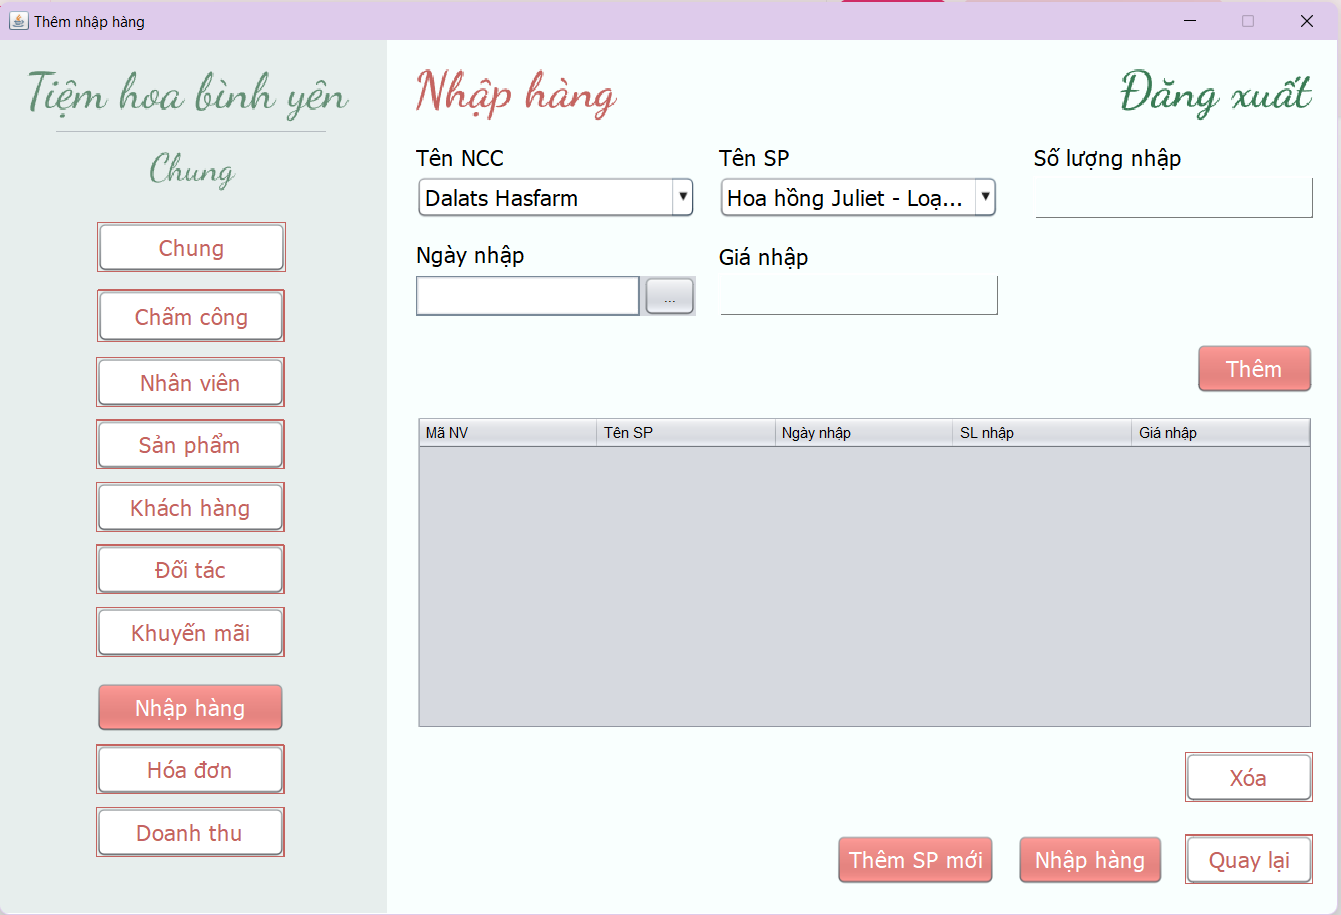 Thêm nhập hàng
Tiệm hoa bình yên
Chung
Chung
Chấm công
Nhân viên
Sản phẩm
Khách hàng
Đối tác
Khuyến mãi
Nhập hàng
Hóa đơn
Doanh thu
Nhập hàng
Đăng xuất
Tên NCC
Tên SP
Số lượng nhập
Dalats Hasfarm
Hoa hồng Juliet - Loạ...
Ngày nhập
Giá nhập
...
Thêm
Mã NV
Tên SP
Ngày nhập
SL nhập
Giá nhập
Xóa
Thêm SP mới
Nhập hàng
Quay lại